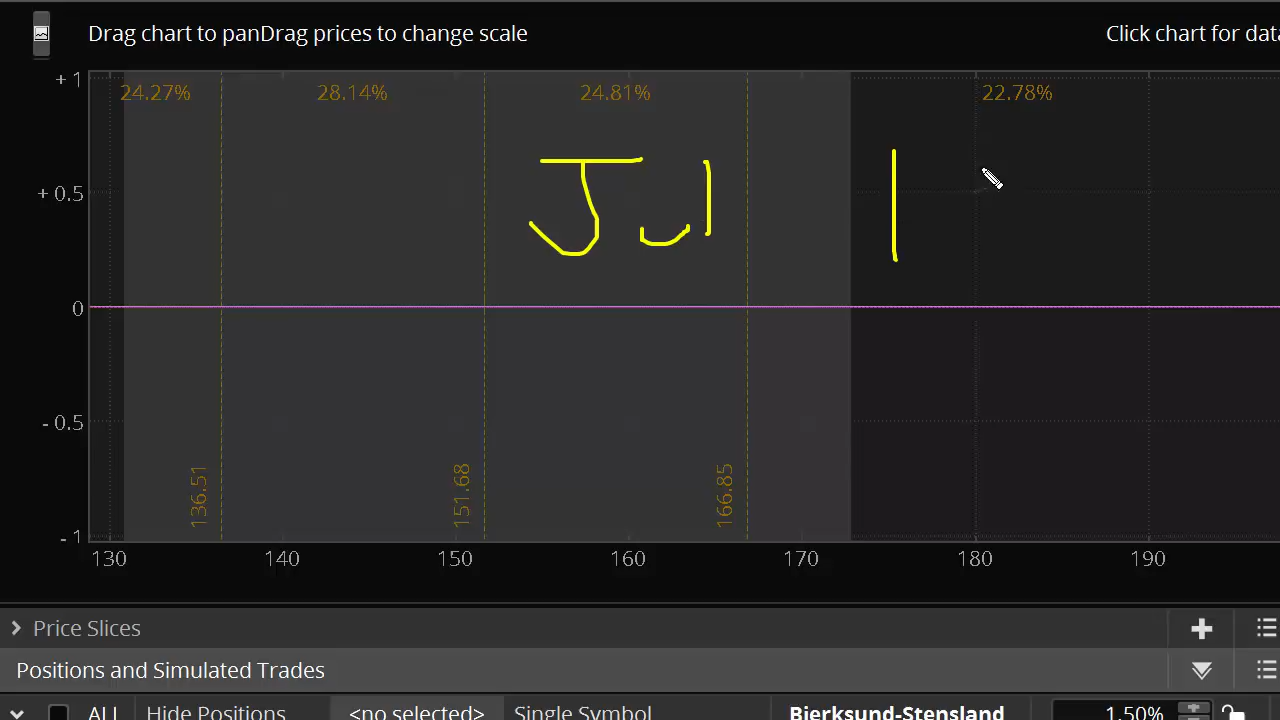 Drag chart to panDrag prices to change scale
Click chart for dat
+ 1
24.27% 28.14% 24.81% 22.78%
+ 0.5
0
- 0.5
136.51 151.68 166.85
- 1
130 140 150 160 170 180 190
Price Slices
Positions and Simulated Trades
ALL Hide Positions <no selected> Single Symbol Bjerksund-Stensland 1.50%